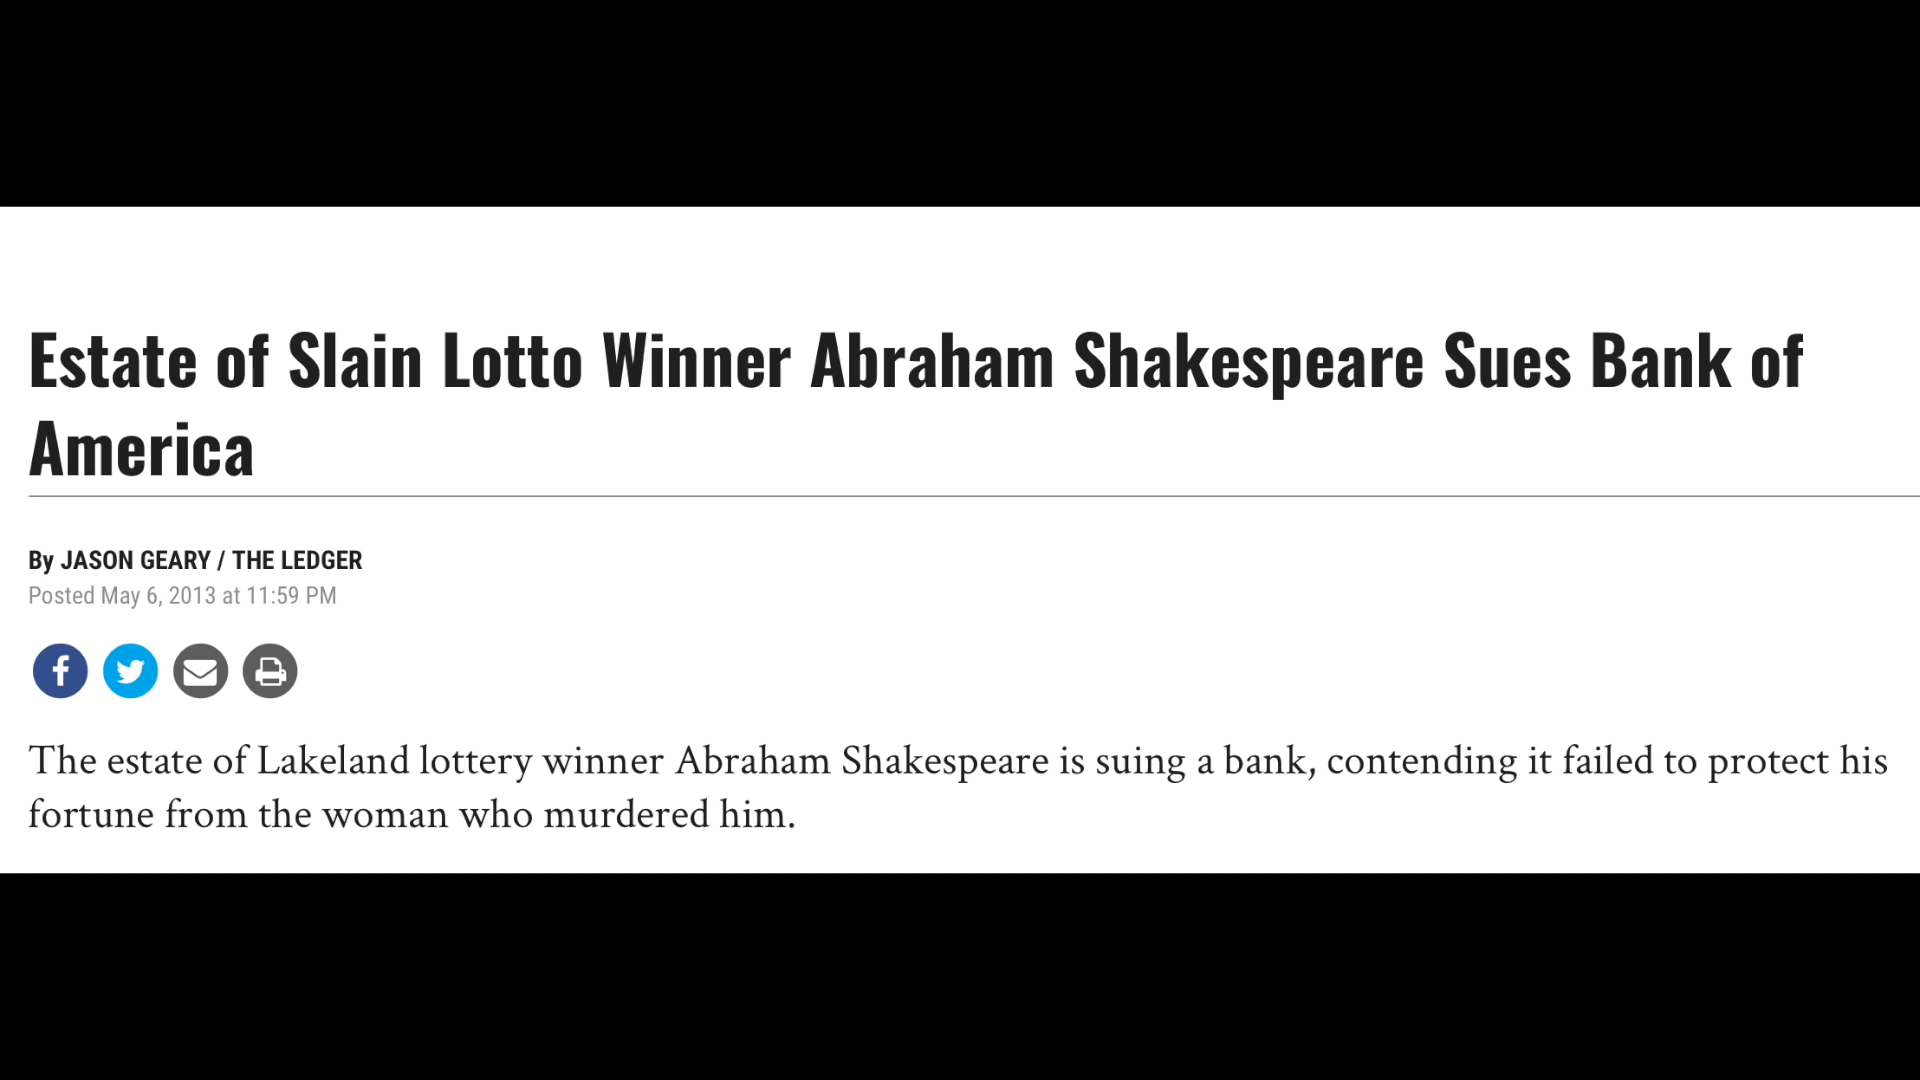 Estate of Slain Lotto Winner Abraham Shakespeare Sues Bank of
America
By JASON GEARY / THE LEDGER
Posted May 6, 2013 at 11:59 PM
The estate of Lakeland lottery winner Abraham Shakespeare is suing a bank, contending it failed to protect his
fortune from the woman who murdered him.